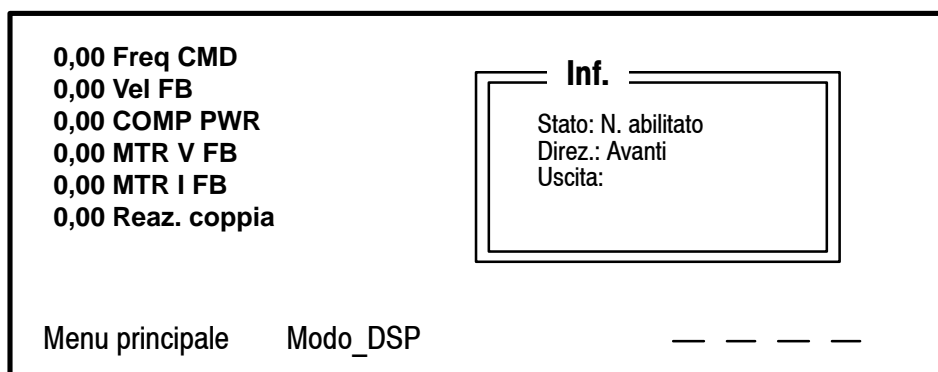 0,00 Freq CMD
0,00 Vel FB
0,00 COMP PWR
0,00 MTR V FB
0,00 MTR I FB
0,00 Reaz. coppia
Inf.
Stato: N. abilitato
Direz.: Avanti
Uscita:
Menu principale Modo_DSP — — — —